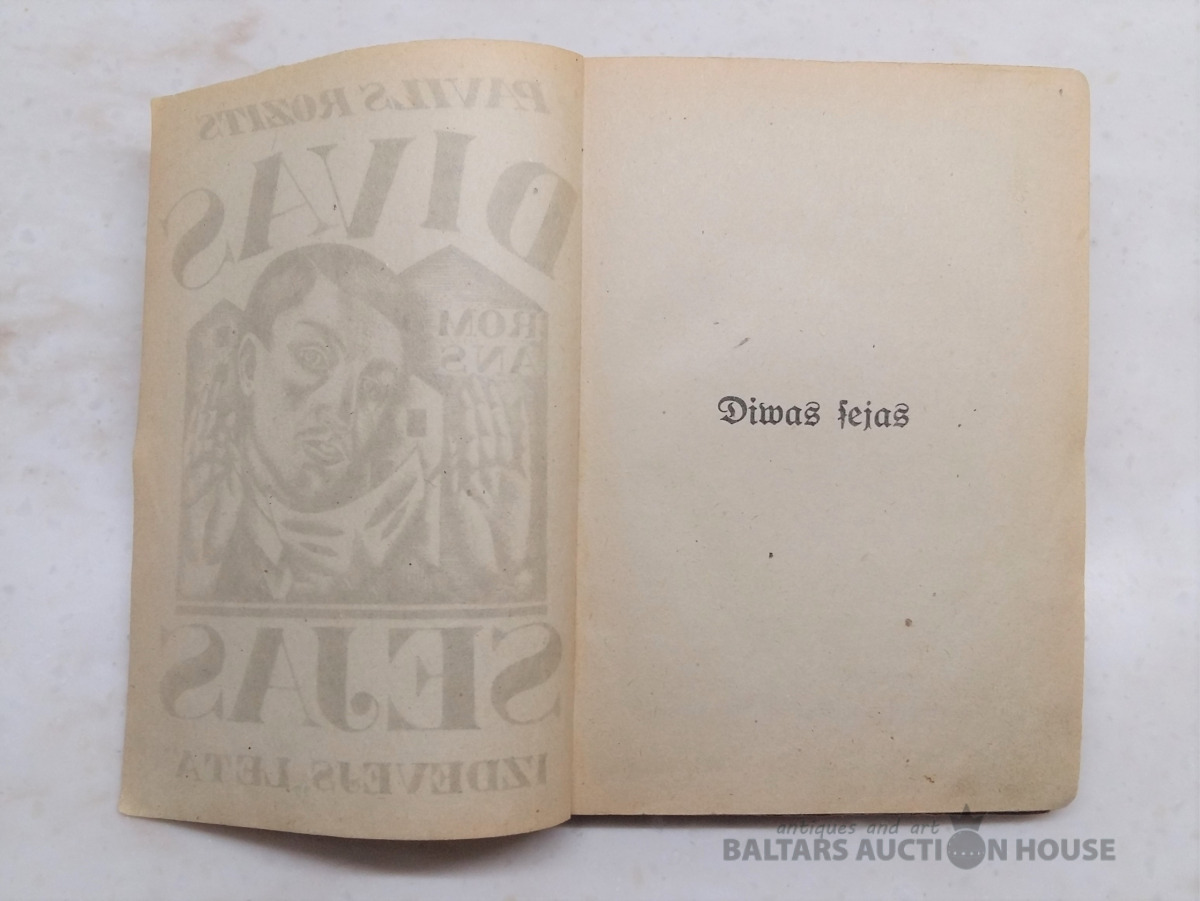 PAVILS ROZITS
DIVAS
ROM
ANS
SEJAS
IZDEVEJS, LETA
Diwas ſejas
antiques and art
BALTARS AUCTION HOUSE